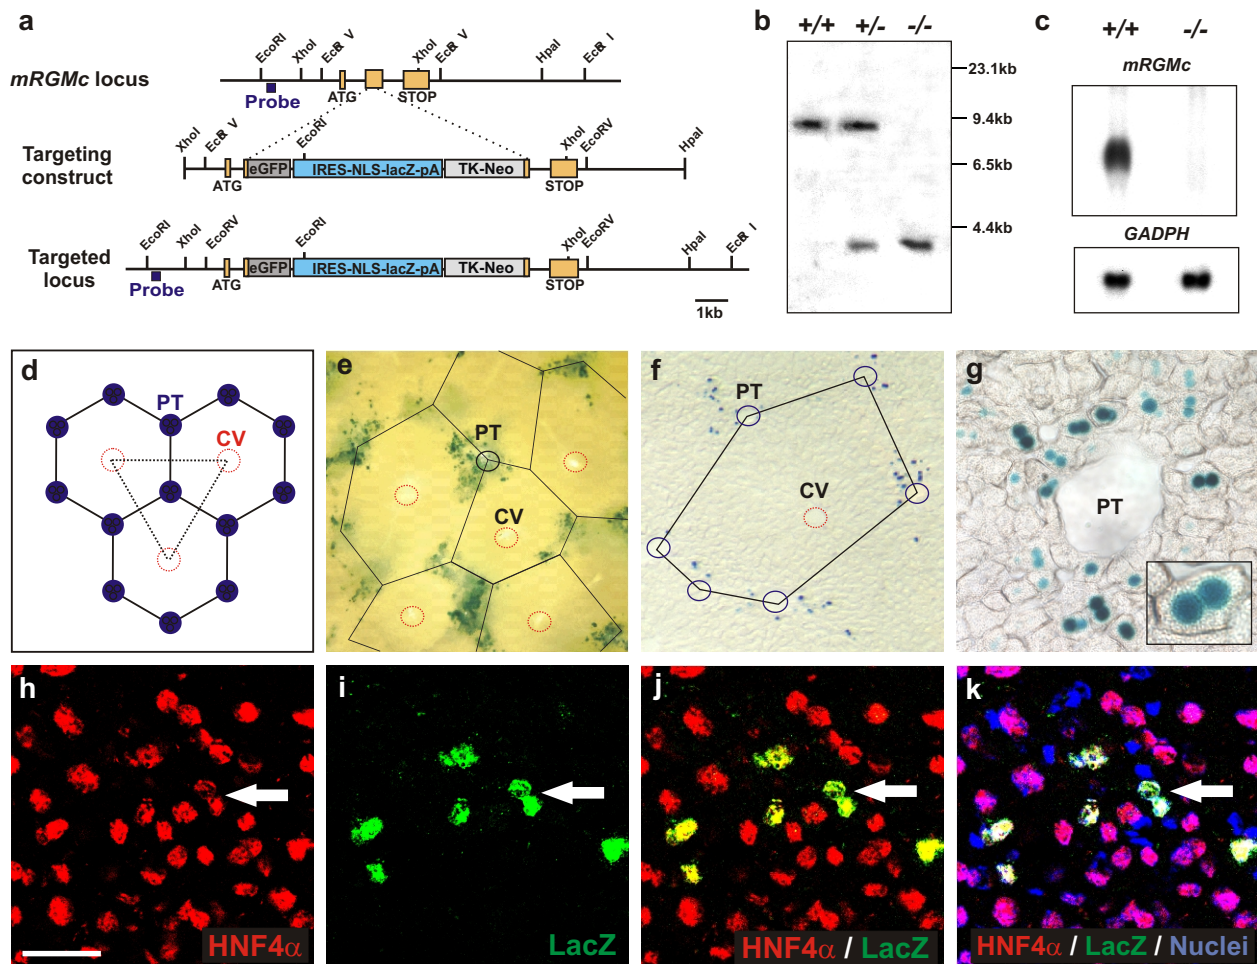 a
EcoRI
XhoI
EcoR V
XhoI
EcoR V
HpaI
EcoR I
mRGMc locus
Probe
ATG
STOP
XhoI
EcoR V
EcoRI
XhoI
EcoRV
HpaI
Targeting
construct
eGFP
IRES-NLS-lacZ-pA
TK-Neo
ATG
STOP
EcoRI
XhoI
EcoRV
EcoRI
XhoI
EcoRV
HpaI
EcoR I
Targeted
locus
eGFP
IRES-NLS-lacZ-pA
TK-Neo
Probe
ATG
STOP
1kb
b
+/+ +/- -/-
23.1kb
9.4kb
6.5kb
4.4kb
c
+/+ -/-
mRGMc
GADPH
d
PT
CV
e
PT
CV
f
PT
CV
g
PT
h
HNF4α
i
LacZ
j
HNF4α / LacZ
k
HNF4α / LacZ / Nuclei